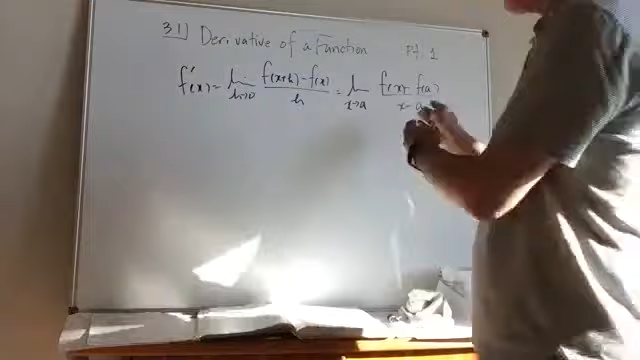 3.1 Derivative of a Function Pt. 1
f'(x) = lim h→0 f(x+h) - f(x) / h = lim x→a f(x) - f(a) / x - a